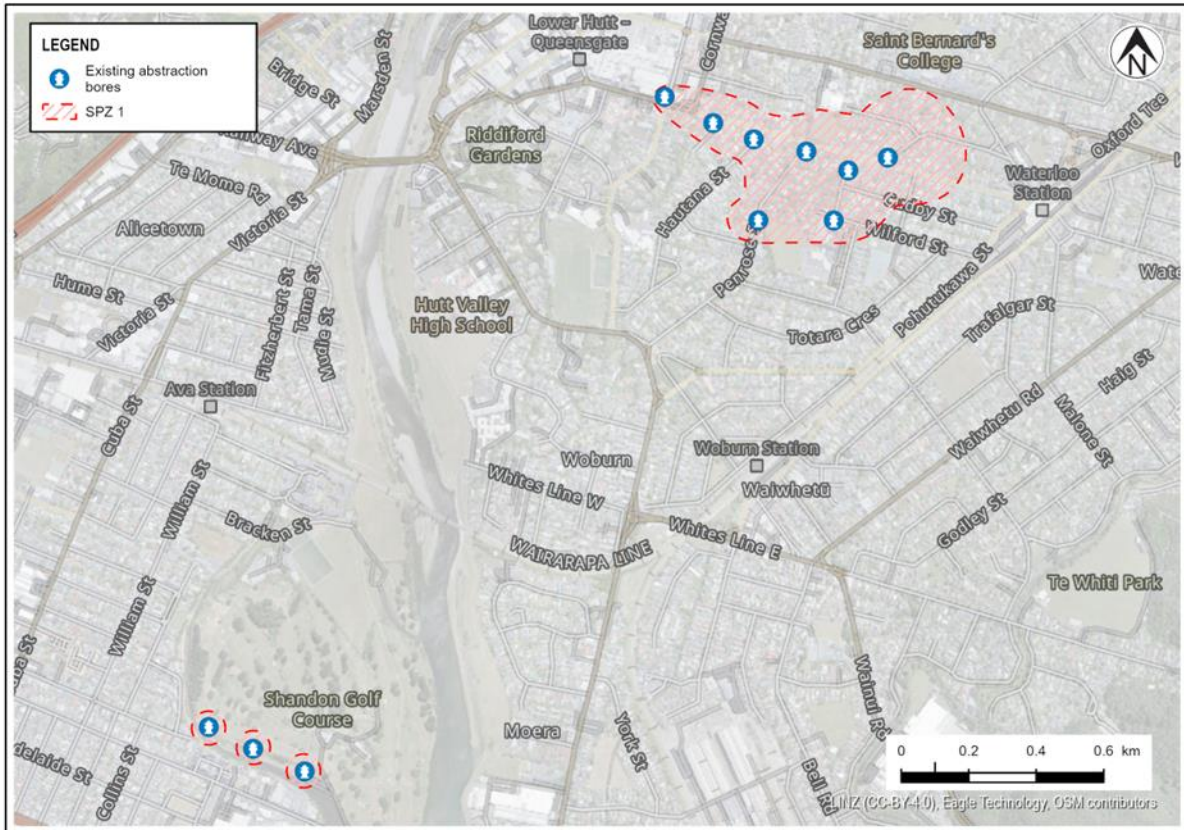 LEGEND
Existing abstraction
bores
SPZ 1
N
Lower Hutt –
Queensgate
Saint Bernard's
College
Bridge St
Marsden St
Riddiford
Gardens
Te Mome Rd
Alicetown
Victoria St
Hautana St
Waterloo
Station
Oxford Tce
Wilford St
Penrose
Hume St
Victoria St
Fitzherbert St
Tama St
Mudie St
Hutt Valley
High School
Totara Cres
Pohutukawa St
Trafalgar St
Ava Station
Cuba St
Haig St
Malone St
Waiwhetu Rd
Woburn
Woburn Station
Waiwhetū
William St
Whites Line W
Bracken St
Whites Line E
WAIRARAPA LINE
Godley St
Te Whiti Park
William St
Shandon Golf
Course
Moera
York St
Wainui Rd
Collins St
Bell Rd
0 0.2 0.4 0.6 km
LINZ (CC-BY-4.0), Eagle Technology, OSM contributors